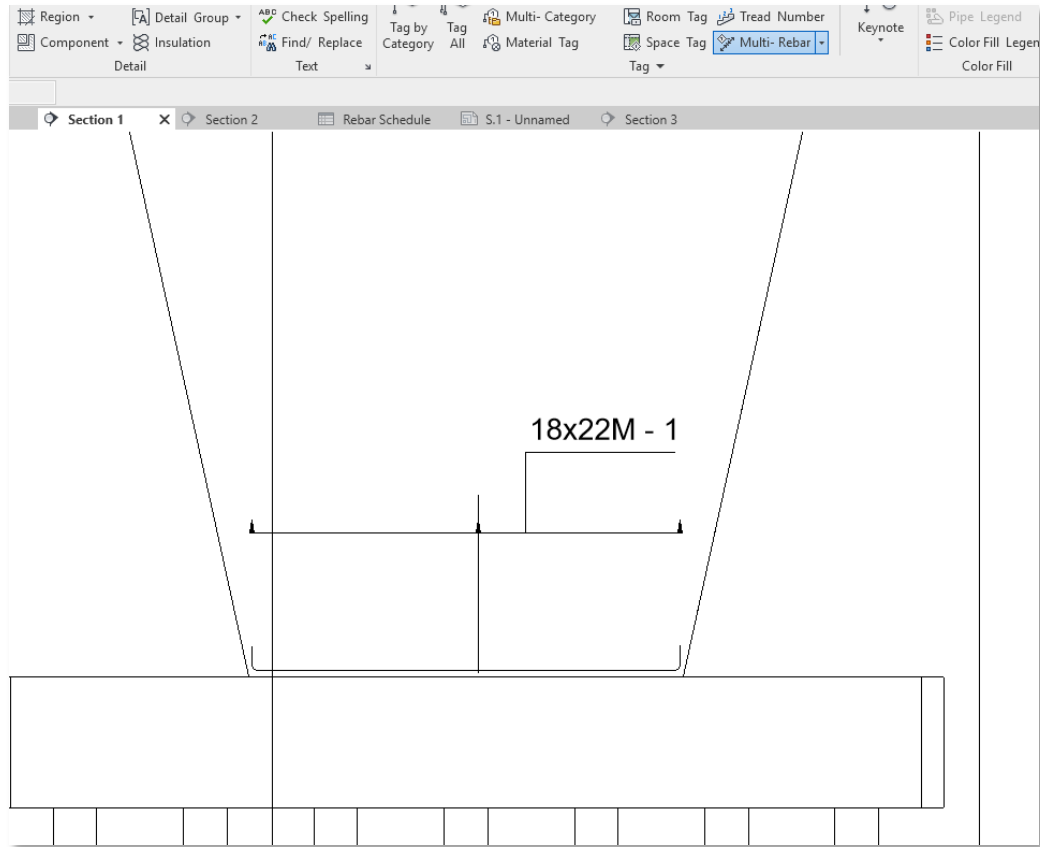 Region
Detail Group
ABC Check Spelling
Tag by Category
Tag All
Multi- Category
Room Tag
Tread Number
Keynote
Pipe Legend
Component
Insulation
Find/ Replace
Material Tag
Space Tag
Multi- Rebar
Color Fill Legen
Detail
Text
Tag
Color Fill
Section 1
Section 2
Rebar Schedule
S.1 - Unnamed
Section 3
18x22M - 1